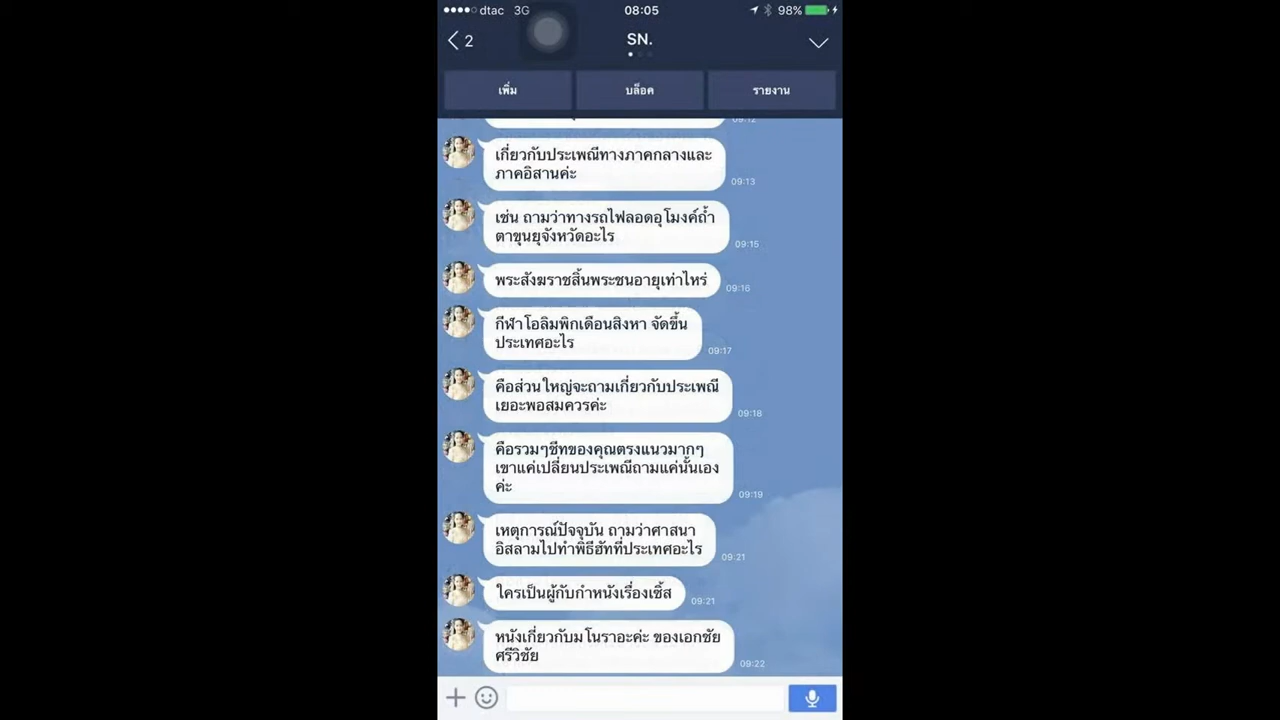 dtac 3G 08:05 98%
2 SN.
เพิ่ม บล็อค รายงาน
09:12
เกี่ยวกับประเพณีทางภาคกลางและ
ภาคอิสานค่ะ
09:13
เช่น ถามว่าทางรถไฟลอดอุโมงค์ถ้ำ
ตาขุนยุจังหวัดอะไร
09:15
พระสังฆราชสิ้นพระชนอายุเท่าไหร่
09:16
กีฬาโอลิมพิกเดือนสิงหา จัดขึ้น
ประเทศอะไร
09:17
คือส่วนใหญ่จะถามเกี่ยวกับประเพณี
เยอะพอสมควรค่ะ
09:18
คือรวมๆชีทของคุณตรงแนวมากๆ
เขาแค่เปลี่ยนประเพณีถามแค่นั้นเอง
ค่ะ
09:19
เหตุการณ์ปัจจุบัน ถามว่าศาสนา
อิสลามไปทำพิธีฮัทที่ประเทศอะไร
09:21
ใครเป็นผู้กับกำหนังเรื่องเซิ้ส
09:21
หนังเกี่ยวกับมโนราอะค่ะ ของเอกชัย
ศรีวิชัย
09:22